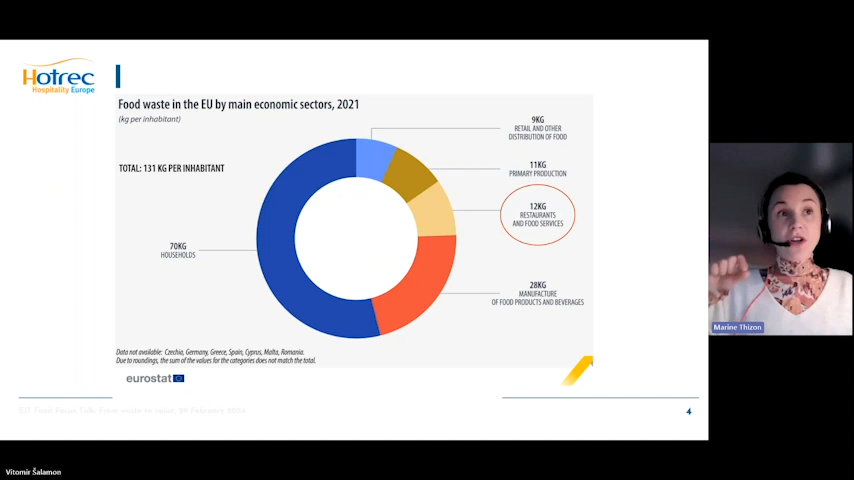 Hotrec
Hospitality Europe
Food waste in the EU by main economic sectors, 2021
(kg per inhabitant)
TOTAL: 131 KG PER INHABITANT
9KG
RETAIL AND OTHER
DISTRIBUTION OF FOOD
11KG
PRIMARY PRODUCTION
12KG
RESTAURANTS
AND FOOD SERVICES
70KG
HOUSEHOLDS
28KG
MANUFACTURE
OF FOOD PRODUCTS AND BEVERAGES
Data not available: Czechia, Germany, Greece, Spain, Cyprus, Malta, Romania.
Due to roundings, the sum of the values for the categories does not match the total.
eurostat
4
Marine Thizon
Vitomir Šalamon